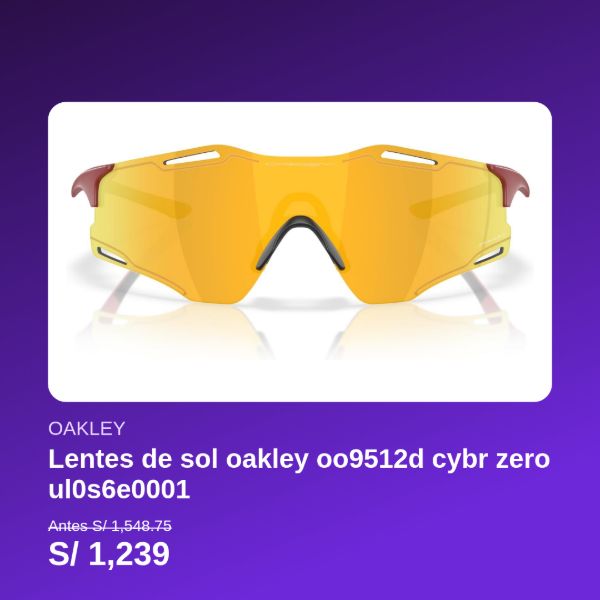 OAKLEY
Lentes de sol oakley oo9512d cybr zero
ul0s6e0001
Antes S/ 1,548.75
S/ 1,239